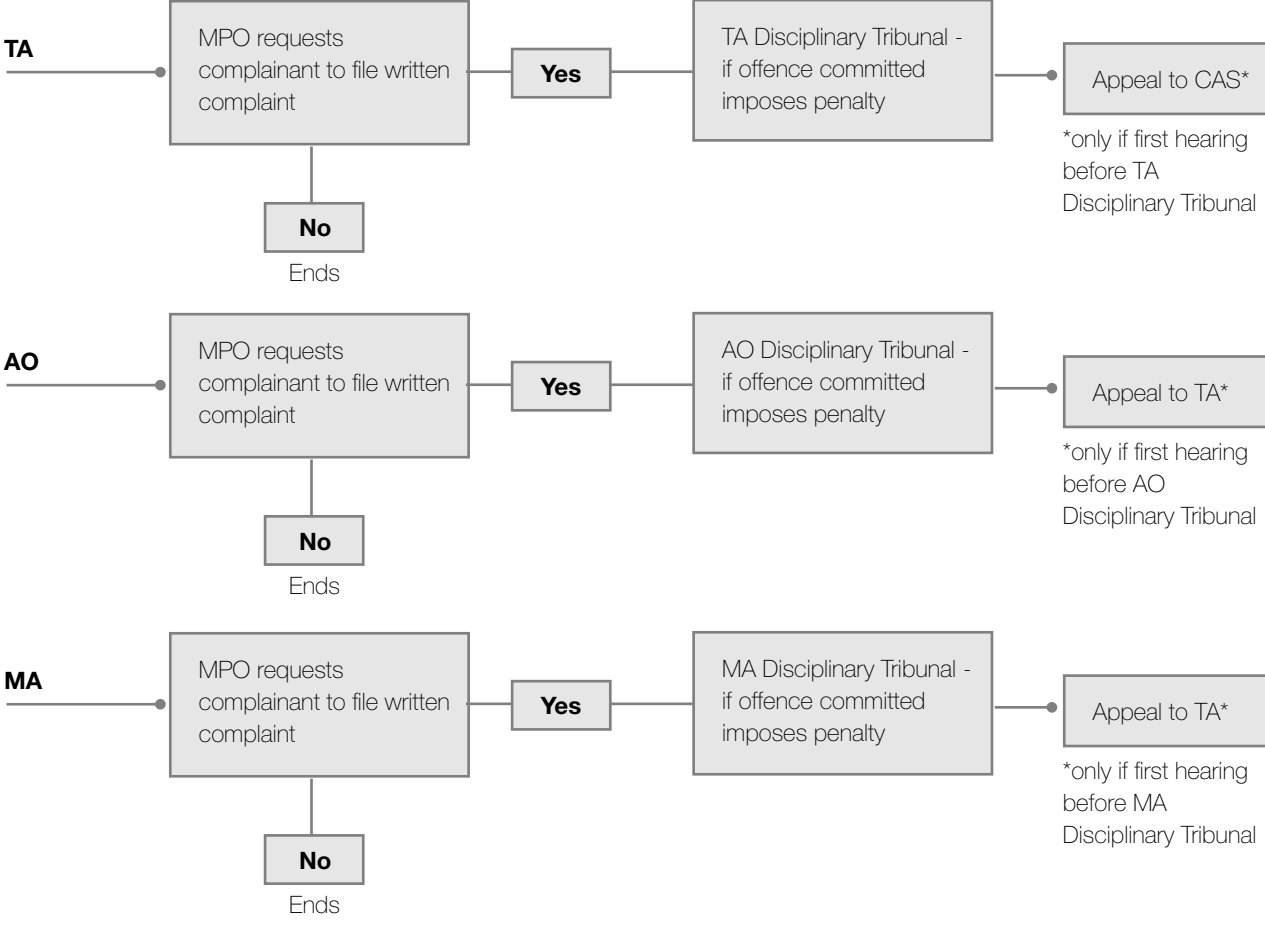 TA
MPO requests
complainant to file written
complaint
Yes
TA Disciplinary Tribunal -
if offence committed
imposes penalty
Appeal to CAS*
*only if first hearing
before TA
Disciplinary Tribunal
No
Ends
AO
MPO requests
complainant to file written
complaint
Yes
AO Disciplinary Tribunal -
if offence committed
imposes penalty
Appeal to TA*
*only if first hearing
before AO
Disciplinary Tribunal
No
Ends
MA
MPO requests
complainant to file written
complaint
Yes
MA Disciplinary Tribunal -
if offence committed
imposes penalty
Appeal to TA*
*only if first hearing
before MA
Disciplinary Tribunal
No
Ends